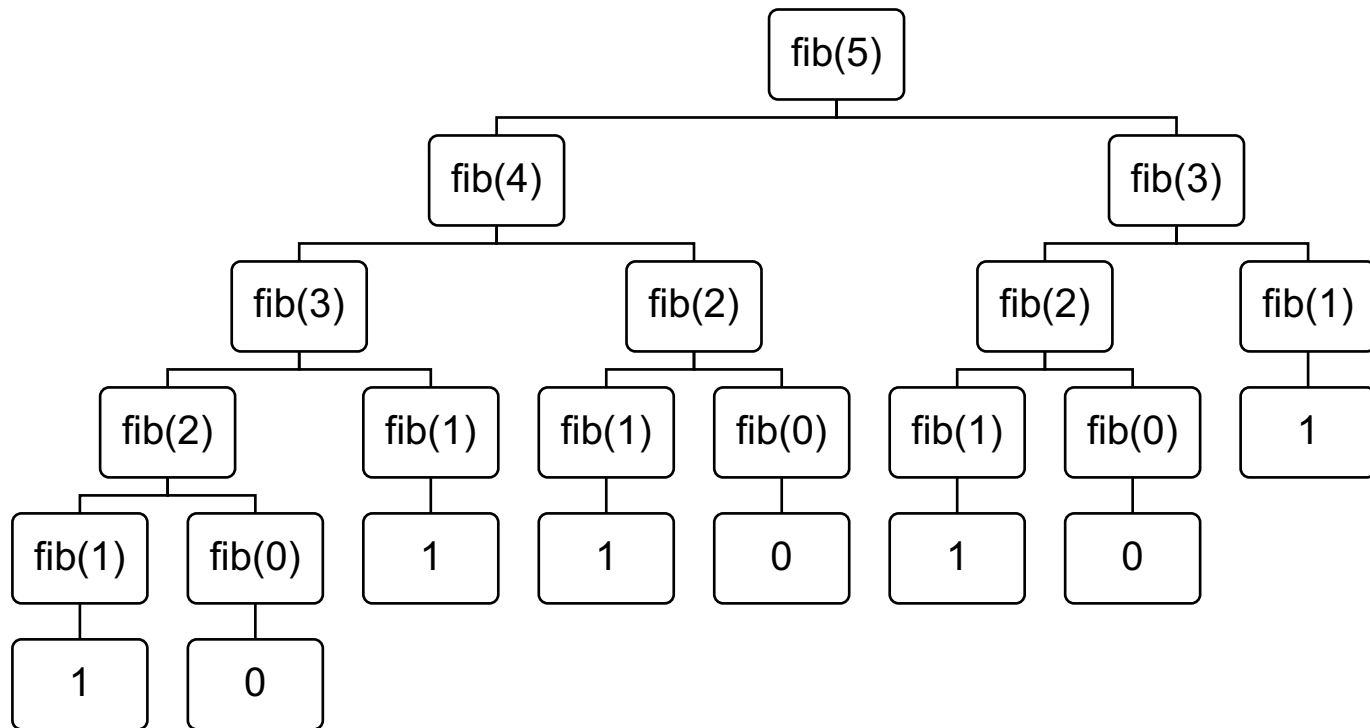 fib(5)
fib(4) fib(3)
fib(3) fib(2) fib(2) fib(1)
fib(2) fib(1) fib(1) fib(0) fib(1) fib(0) 1
fib(1) fib(0) 1 1 0 1 0
1 0